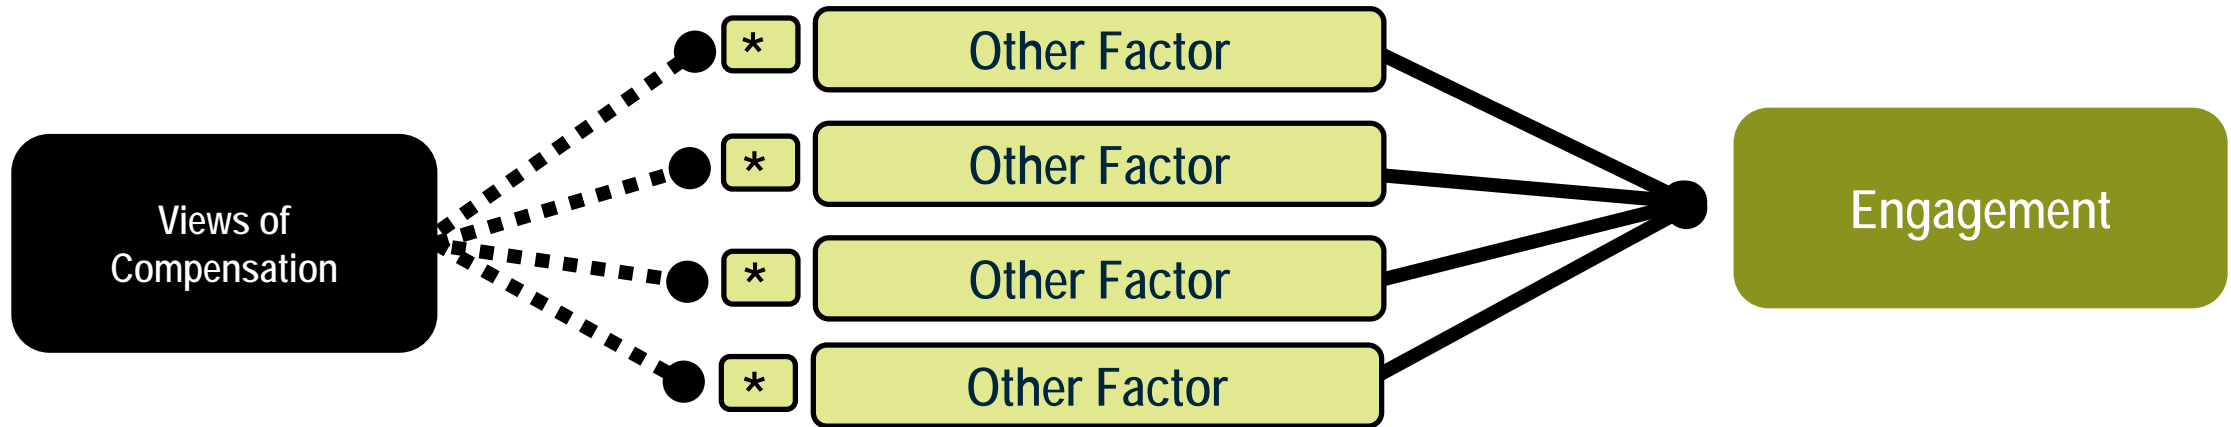 * Other Factor
* Other Factor
Views of
Compensation
* Other Factor
* Other Factor
Engagement